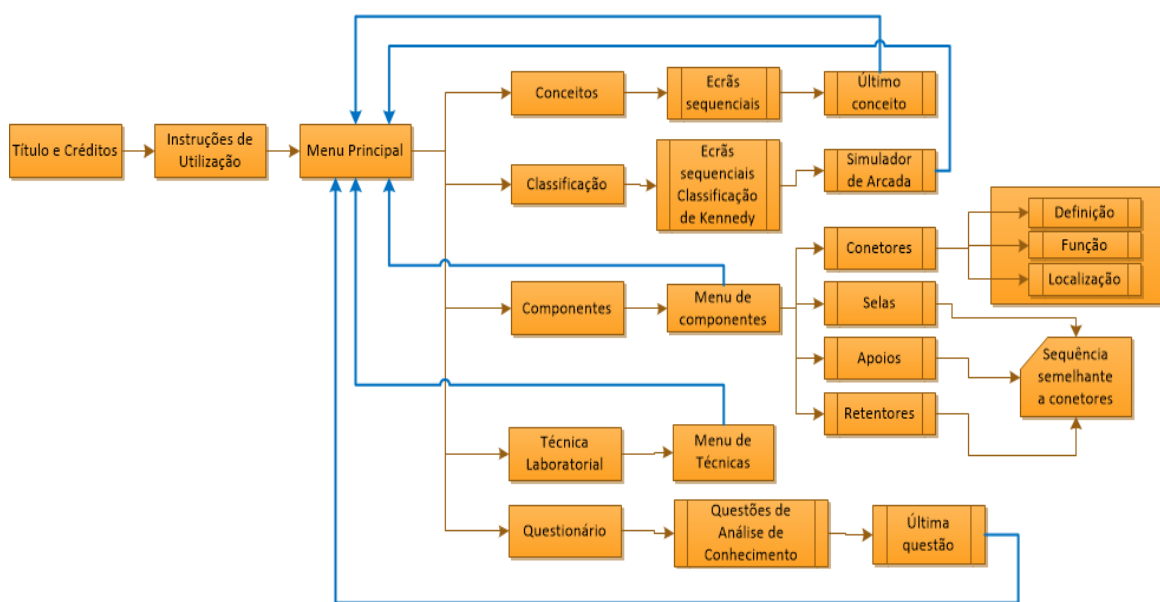 Título e Créditos
Instruções de
Utilização
Menu Principal
Conceitos
Ecrãs
sequenciais
Último
conceito
Classificação
Ecrãs
sequenciais
Classificação
de Kennedy
Simulador
de Arcada
Componentes
Menu de
componentes
Conetores
Definição
Função
Localização
Selas
Apoios
Retentores
Sequência
semelhante
a conetores
Técnica
Laboratorial
Menu de
Técnicas
Questionário
Questões de
Análise de
Conhecimento
Última
questão